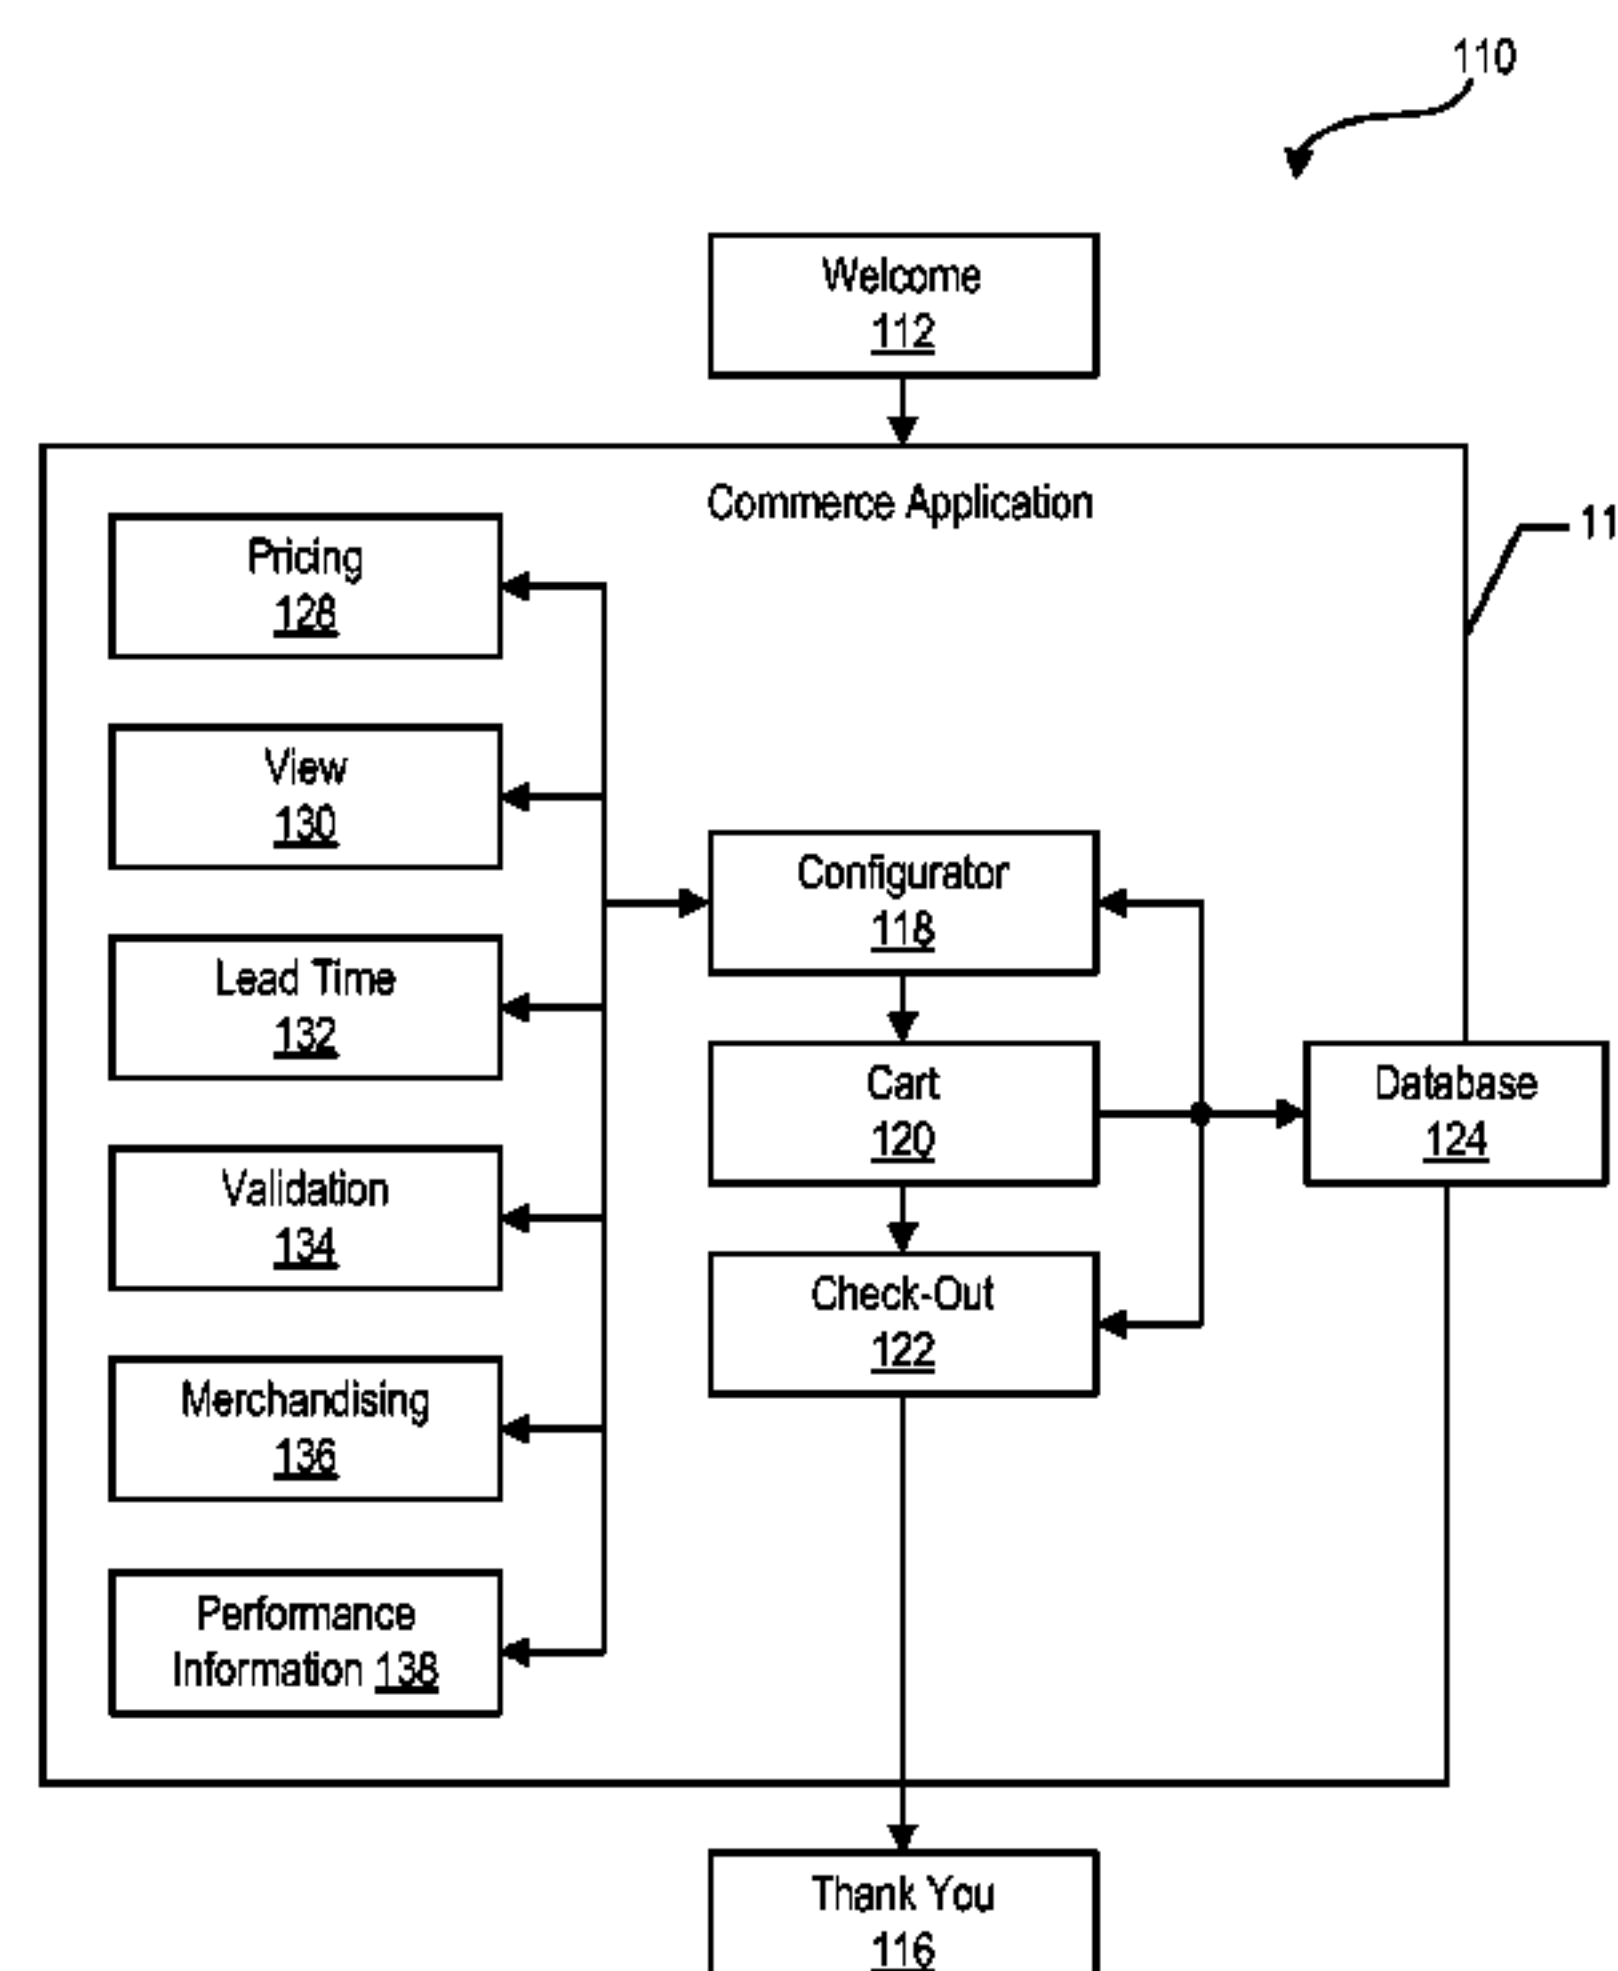 110
Welcome
112
Commerce Application
11
Pricing
128
View
130
Configurator
118
Lead Time
132
Cart
120
Database
124
Validation
134
Check-Out
122
Merchandising
136
Performance
Information 138
Thank You
116